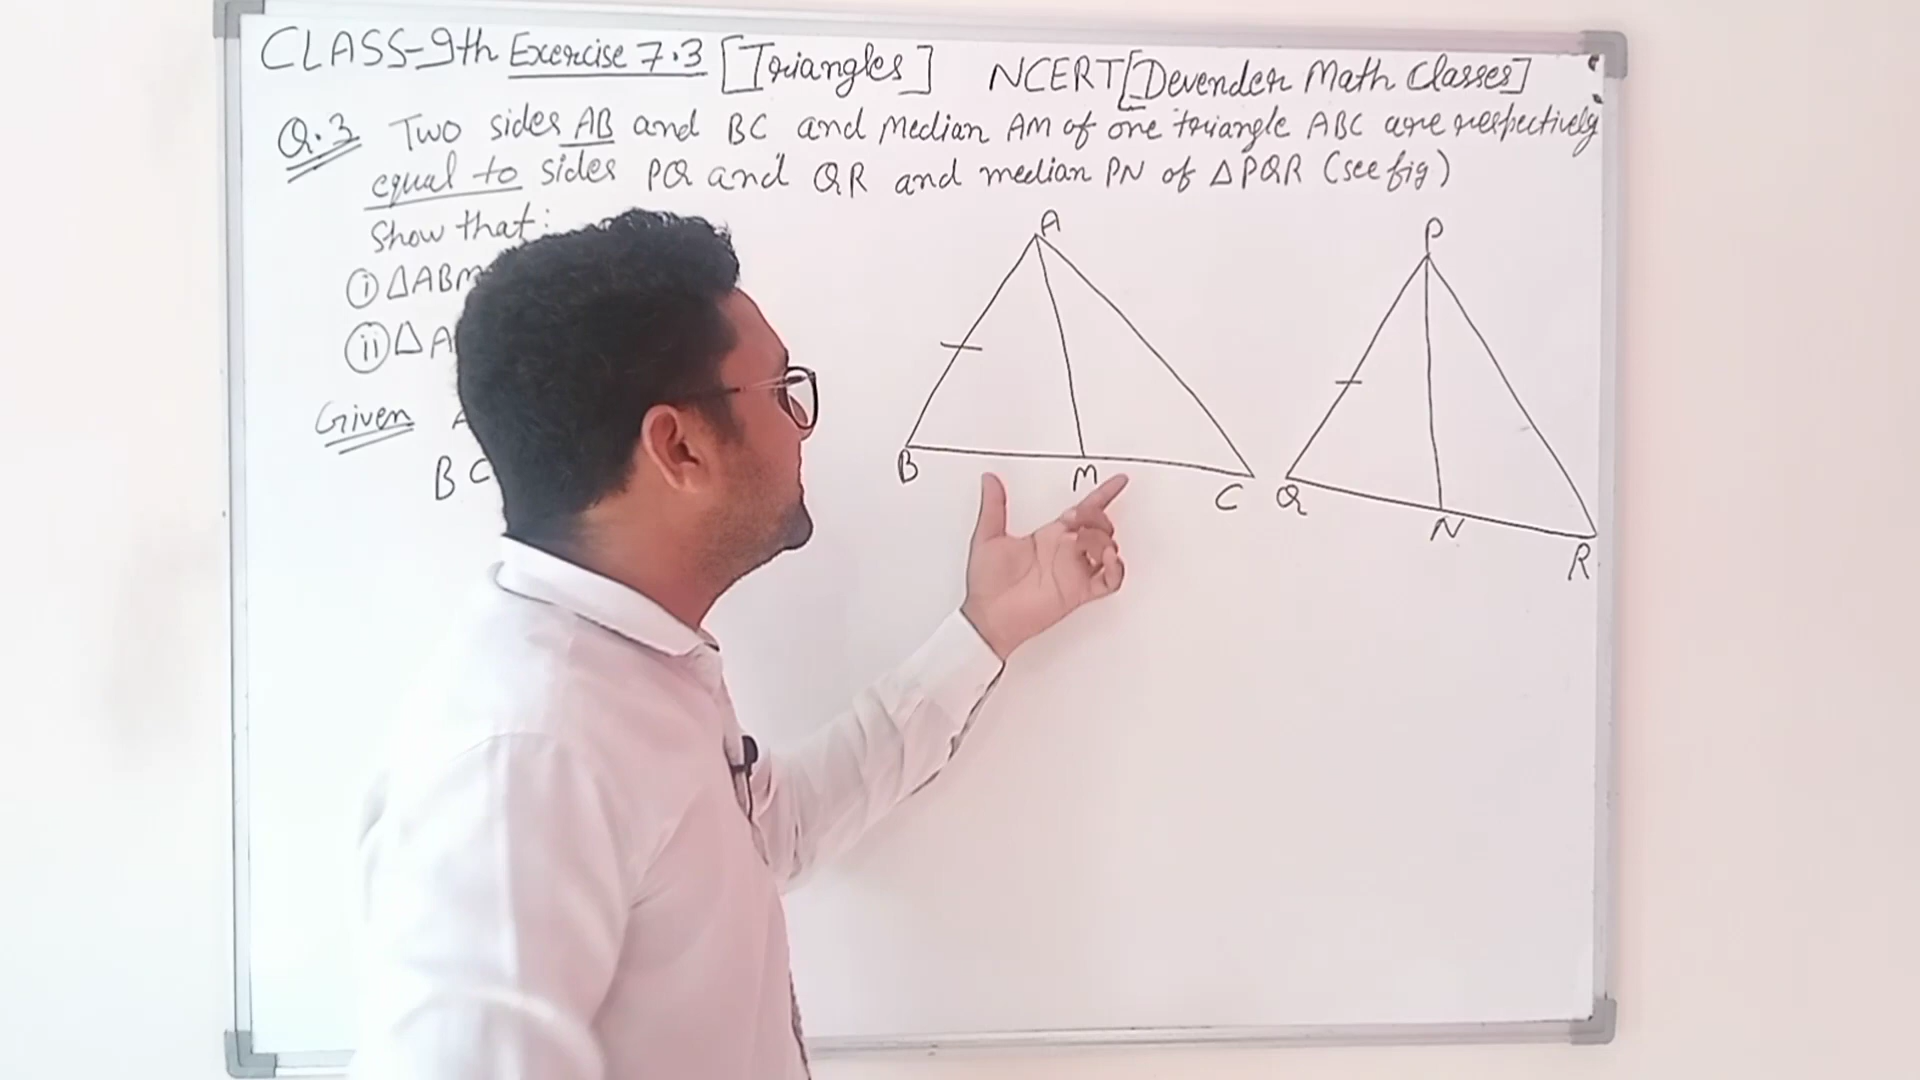 CLASS-9th Exercise 7.3 [Triangles] NCERT [Devender Math Classes]
Q.3 Two sides AB and BC and Median AM of one triangle ABC are respectively
equal to sides PQ and QR and median PN of △PQR (see fig)
Show that:
(i) △ABM
(ii) △A
Given A
BC
A
B
M
C
P
Q
N
R